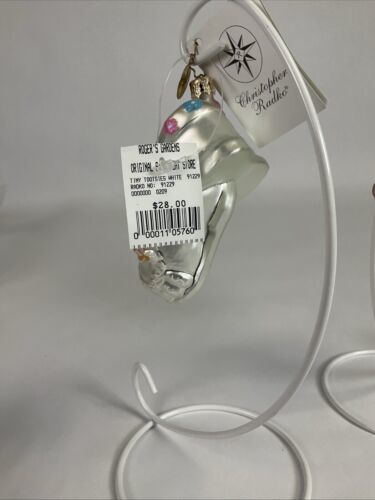 Christopher
Radko®
ROGER'S GARDENS
ORIGINAL STORE
TINY TOOTSIES WHITE 91229
RADKO NO: 91229
0000000 0209
$28.00
0 00011 05760